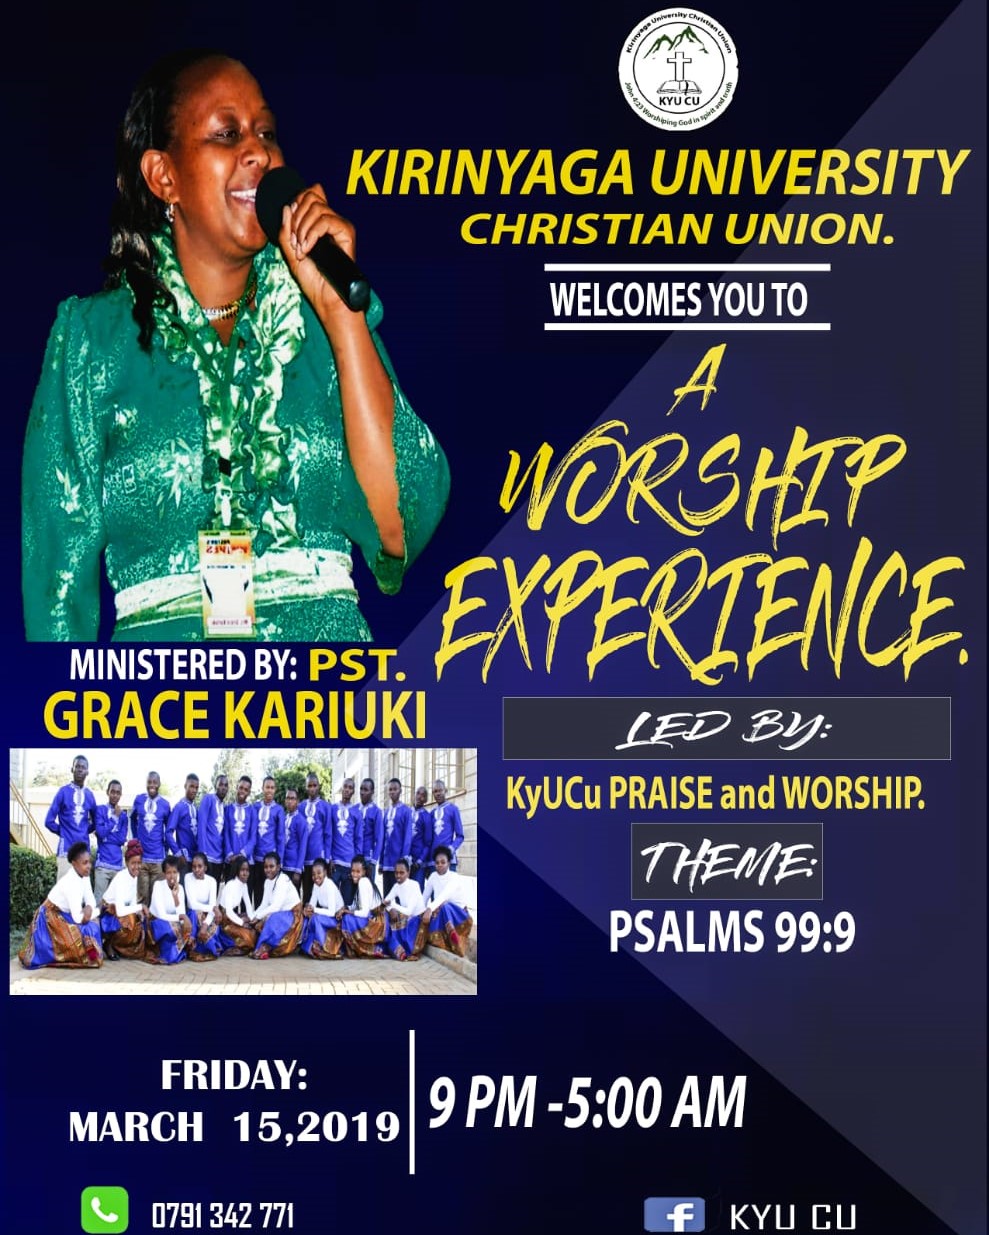 Kirinyaga University Christian Union
KYU CU
John 4:23 Worshiping God in spirit and truth
KIRINYAGA UNIVERSITY
CHRISTIAN UNION.
WELCOMES YOU TO
A
WORSHIP
EXPERIENCE.
MINISTERED BY: PST.
GRACE KARIUKI
LED BY:
KyUCu PRAISE and WORSHIP.
THEME:
PSALMS 99:9
FRIDAY:
MARCH 15,2019
9 PM -5:00 AM
0791 342 771
f KYU CU